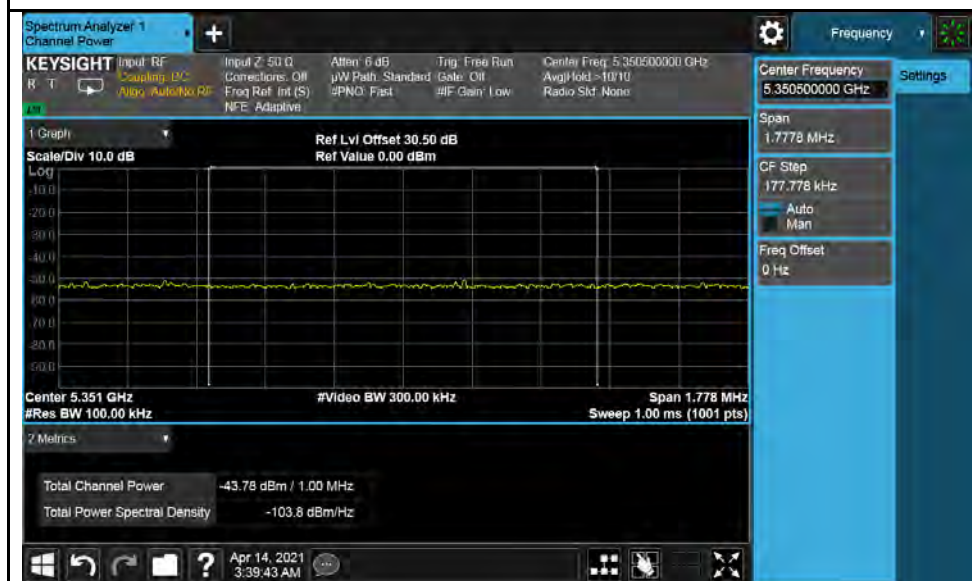 Spectrum Analyzer 1
Channel Power
+
Frequency
KEYSIGHT
R T
Input: RF
Coupling: DC
Align: Auto/No RF
Input Z: 50 Ω
Corrections: Off
Freq Ref: Int (S)
NFE: Adaptive
Atten: 6 dB
µW Path: Standard
#PNO: Fast
Trig: Free Run
Gate: Off
#IF Gain: Low
Center Freq: 5.350500000 GHz
Avg|Hold:>10/10
Radio Std: None
Center Frequency
5.350500000 GHz
Settings
Span
1.7778 MHz
CF Step
177.778 kHz
Auto
Man
Freq Offset
0 Hz
1 Graph
Scale/Div 10.0 dB
Ref Lvl Offset 30.50 dB
Ref Value 0.00 dBm
Log
-10.0
-20.0
-30.0
-40.0
-50.0
-60.0
-70.0
-80.0
-90.0
Center 5.351 GHz
#Video BW 300.00 kHz
Span 1.778 MHz
#Res BW 100.00 kHz
Sweep 1.00 ms (1001 pts)
2 Metrics
Total Channel Power -43.78 dBm / 1.00 MHz
Total Power Spectral Density -103.8 dBm/Hz
?
Apr 14, 2021
3:39:43 AM